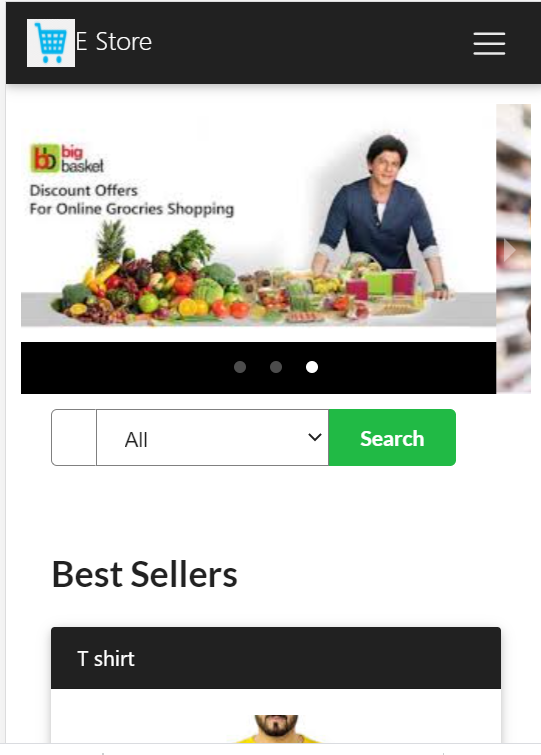 E Store
bb big
basket
Discount Offers
For Online Grocries Shopping
All
Search
Best Sellers
T shirt